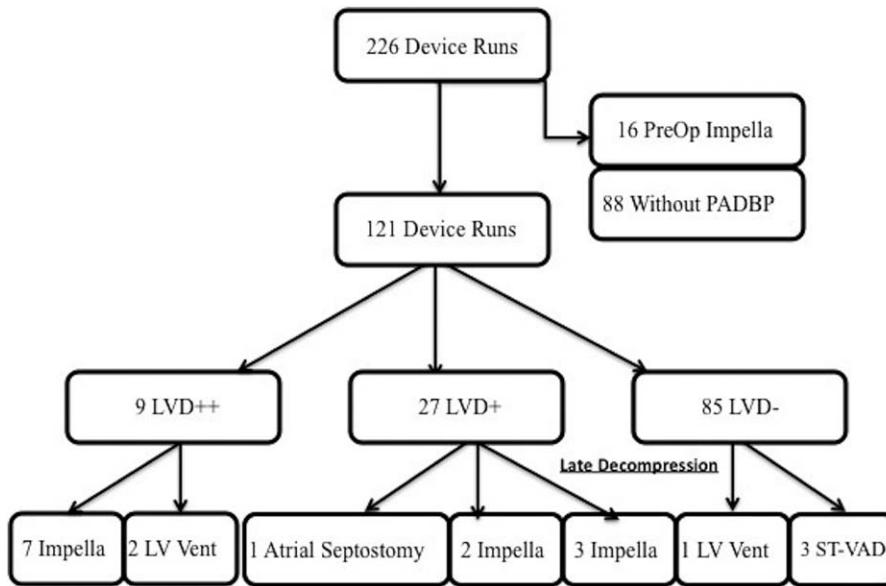 226 Device Runs
16 PreOp Impella
88 Without PADBP
121 Device Runs
9 LVD++
27 LVD+
85 LVD-
Late Decompression
7 Impella
2 LV Vent
1 Atrial Septostomy
2 Impella
3 Impella
1 LV Vent
3 ST-VAD